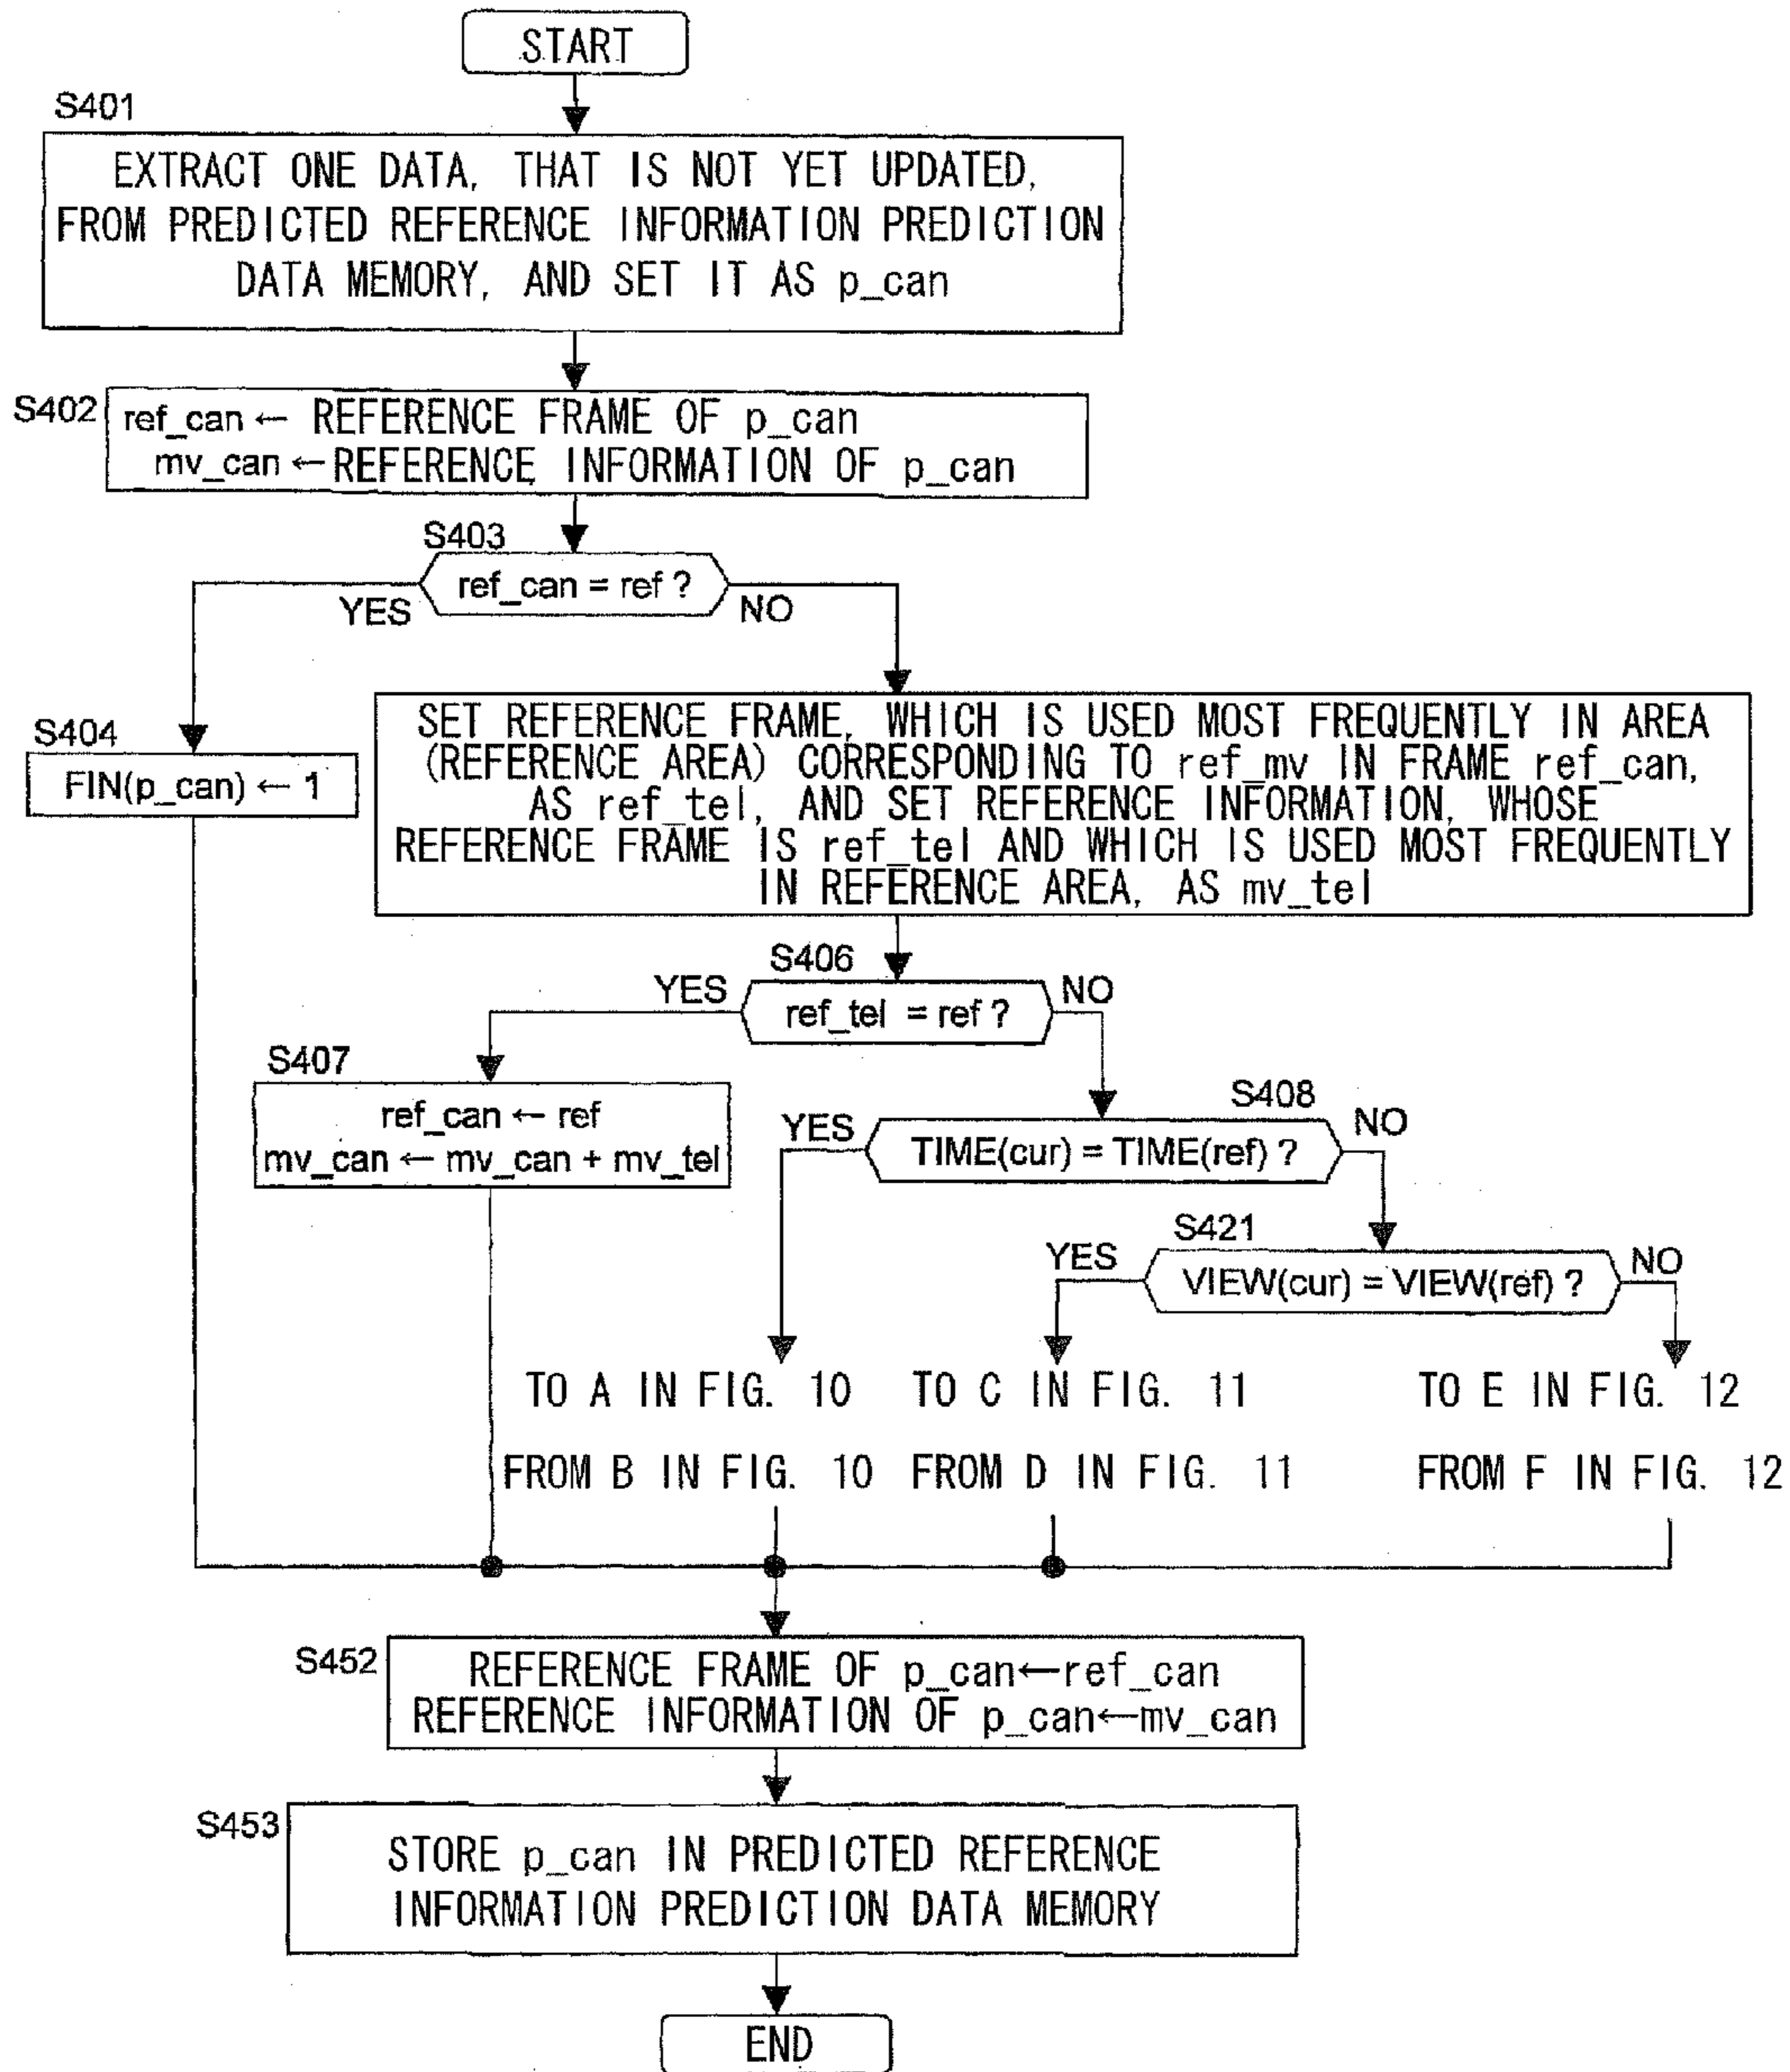 START
S401
EXTRACT ONE DATA, THAT IS NOT YET UPDATED,
FROM PREDICTED REFERENCE INFORMATION PREDICTION
DATA MEMORY, AND SET IT AS p_can
S402
ref_can ← REFERENCE FRAME OF p_can
mv_can ← REFERENCE INFORMATION OF p_can
S403
ref_can = ref ?
YES
NO
S404
FIN(p_can) ← 1
SET REFERENCE FRAME, WHICH IS USED MOST FREQUENTLY IN AREA
(REFERENCE AREA) CORRESPONDING TO ref_mv IN FRAME ref_can,
AS ref_tel, AND SET REFERENCE INFORMATION, WHOSE
REFERENCE FRAME IS ref_tel AND WHICH IS USED MOST FREQUENTLY
IN REFERENCE AREA, AS mv_tel
S406
YES
ref_tel = ref ?
NO
S407
ref_can ← ref
mv_can ← mv_can + mv_tel
S408
YES
TIME(cur) = TIME(ref) ?
NO
S421
YES
VIEW(cur) = VIEW(ref) ?
NO
TO A IN FIG. 10
TO C IN FIG. 11
TO E IN FIG. 12
FROM B IN FIG. 10
FROM D IN FIG. 11
FROM F IN FIG. 12
S452
REFERENCE FRAME OF p_can←ref_can
REFERENCE INFORMATION OF p_can←mv_can
S453
STORE p_can IN PREDICTED REFERENCE
INFORMATION PREDICTION DATA MEMORY
END